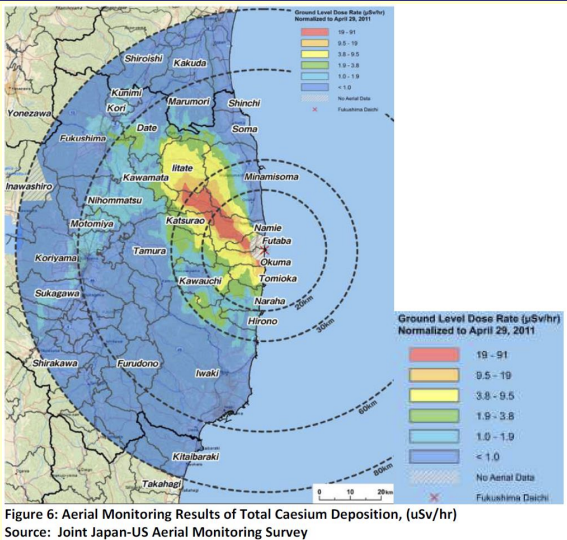 Ground Level Dose Rate (µSv/hr)
Normalized to April 29, 2011
19 - 91
9.5 - 19
3.8 - 9.5
1.9 - 3.8
1.0 - 1.9
< 1.0
No Aerial Data
Fukushima Daiichi
Shiroishi
Kakuda
Kunimi
Kori
Marumori
Shinchi
Yonezawa
Date
Soma
Fukushima
Iitate
Kawamata
Minamisoma
Inawashiro
Nihommatsu
Katsurao
Motomiya
Namie
Futaba
Tamura
Koriyama
Okuma
Kawauchi
Tomioka
Sukagawa
Naraha
20km
Hirono
30km
Shirakawa
Furudono
Iwaki
60km
Kitaibaraki
80km
Takahagi
0 10 20km
Ground Level Dose Rate (µSv/hr)
Normalized to April 29, 2011
19 - 91
9.5 - 19
3.8 - 9.5
1.9 - 3.8
1.0 - 1.9
< 1.0
No Aerial Data
Fukushima Daiichi
Figure 6: Aerial Monitoring Results of Total Caesium Deposition, (uSv/hr)
Source: Joint Japan-US Aerial Monitoring Survey